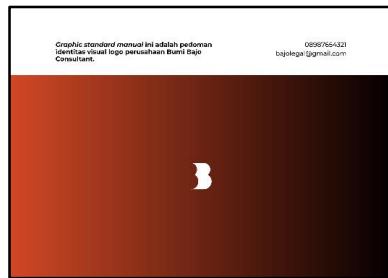 Graphic standard manual ini adalah pedoman
identitas visual logo perusahaan Bumi Bajo
Consultant.
08987654321
bajolegal@gmail.com
B